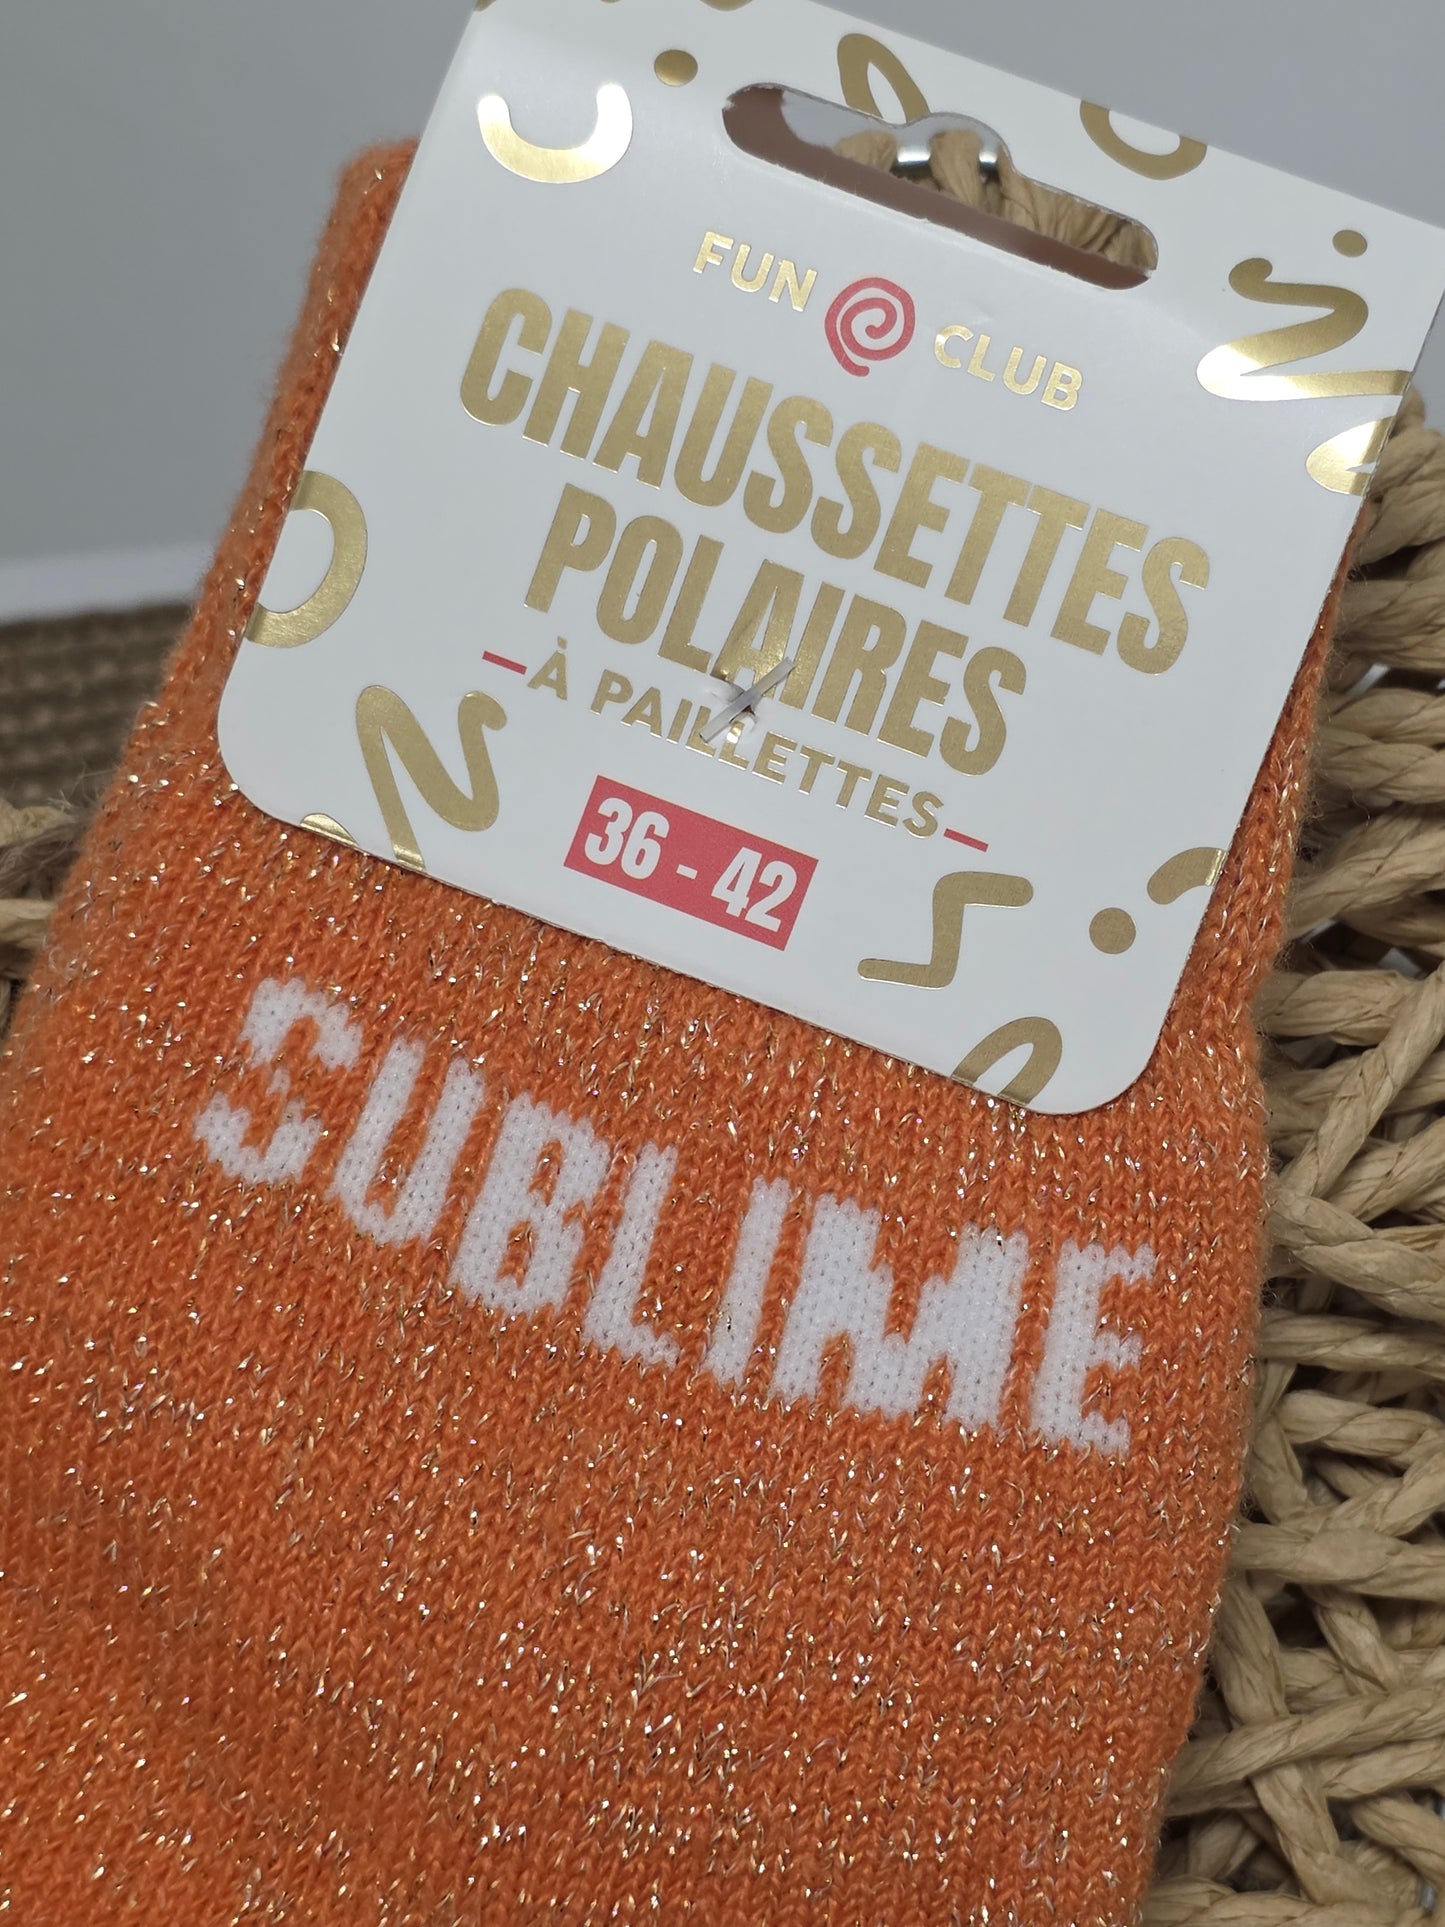 FUN CLUB
CHAUSSETTES
POLAIRES
À PAILLETTES
36 - 42
SUBLIME